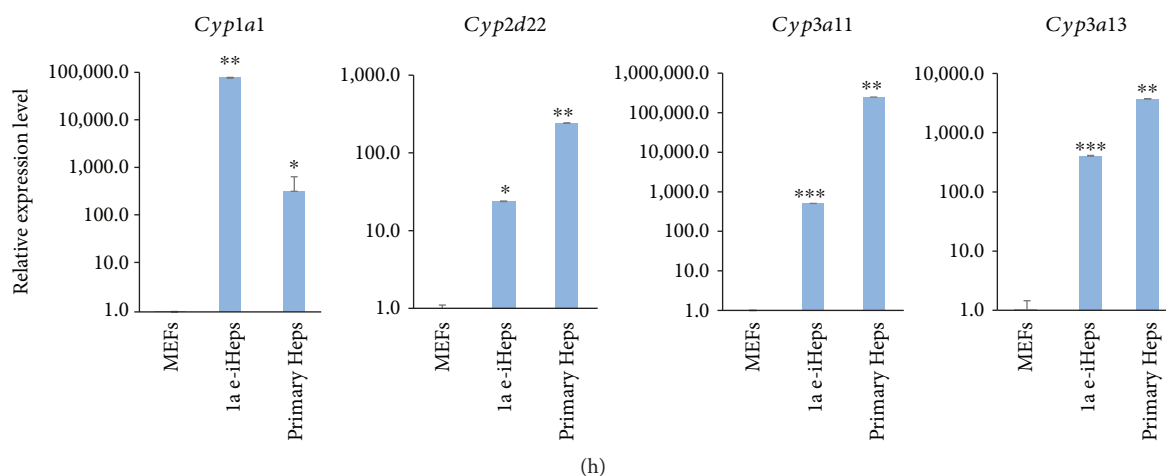 Cyp1a1
Cyp2d22
Cyp3a11
Cyp3a13
Relative expression level
100,000.0
10,000.0
1,000.0
100.0
10.0
1.0
**
*
MEFs
1a e-iHeps
Primary Heps
1,000.0
100.0
10.0
1.0
*
**
MEFs
1a e-iHeps
Primary Heps
1,000,000.0
100,000.0
10,000.0
1,000.0
100.0
10.0
1.0
***
**
MEFs
1a e-iHeps
Primary Heps
10,000.0
1,000.0
100.0
10.0
1.0
***
**
MEFs
1a e-iHeps
Primary Heps
(h)